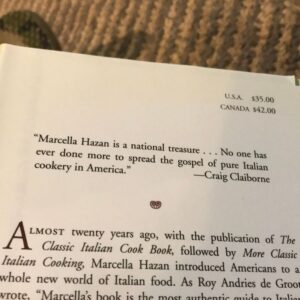 U.S.A. $35.00
CANADA $42.00
"Marcella Hazan is a national treasure . . . No one has
ever done more to spread the gospel of pure Italian
cookery in America."
—Craig Claiborne
ALMOST twenty years ago, with the publication of The
Classic Italian Cook Book, followed by More Classic
Italian Cooking, Marcella Hazan introduced Americans to a
whole new world of Italian food. As Roy Andries de Groot
wrote, "Marcella's book is the most authentic guide to